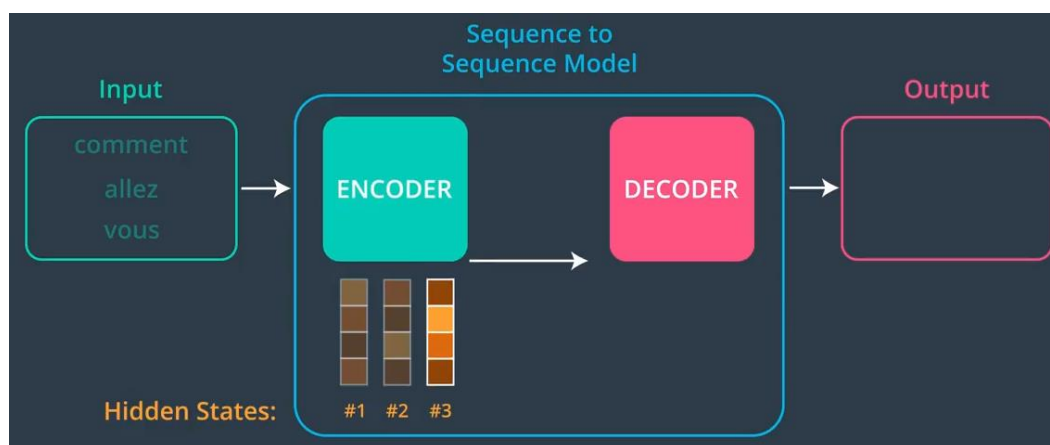 Sequence to
Sequence Model
Input
Output
comment
allez
vous
ENCODER
DECODER
Hidden States:
#1 #2 #3